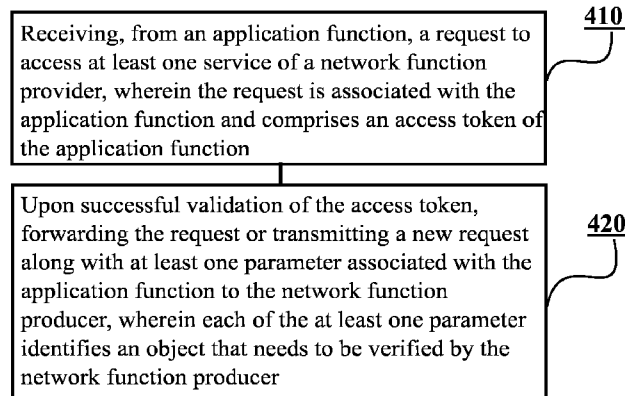 410
Receiving, from an application function, a request to
access at least one service of a network function
provider, wherein the request is associated with the
application function and comprises an access token of
the application function
420
Upon successful validation of the access token,
forwarding the request or transmitting a new request
along with at least one parameter associated with the
application function to the network function
producer, wherein each of the at least one parameter
identifies an object that needs to be verified by the
network function producer